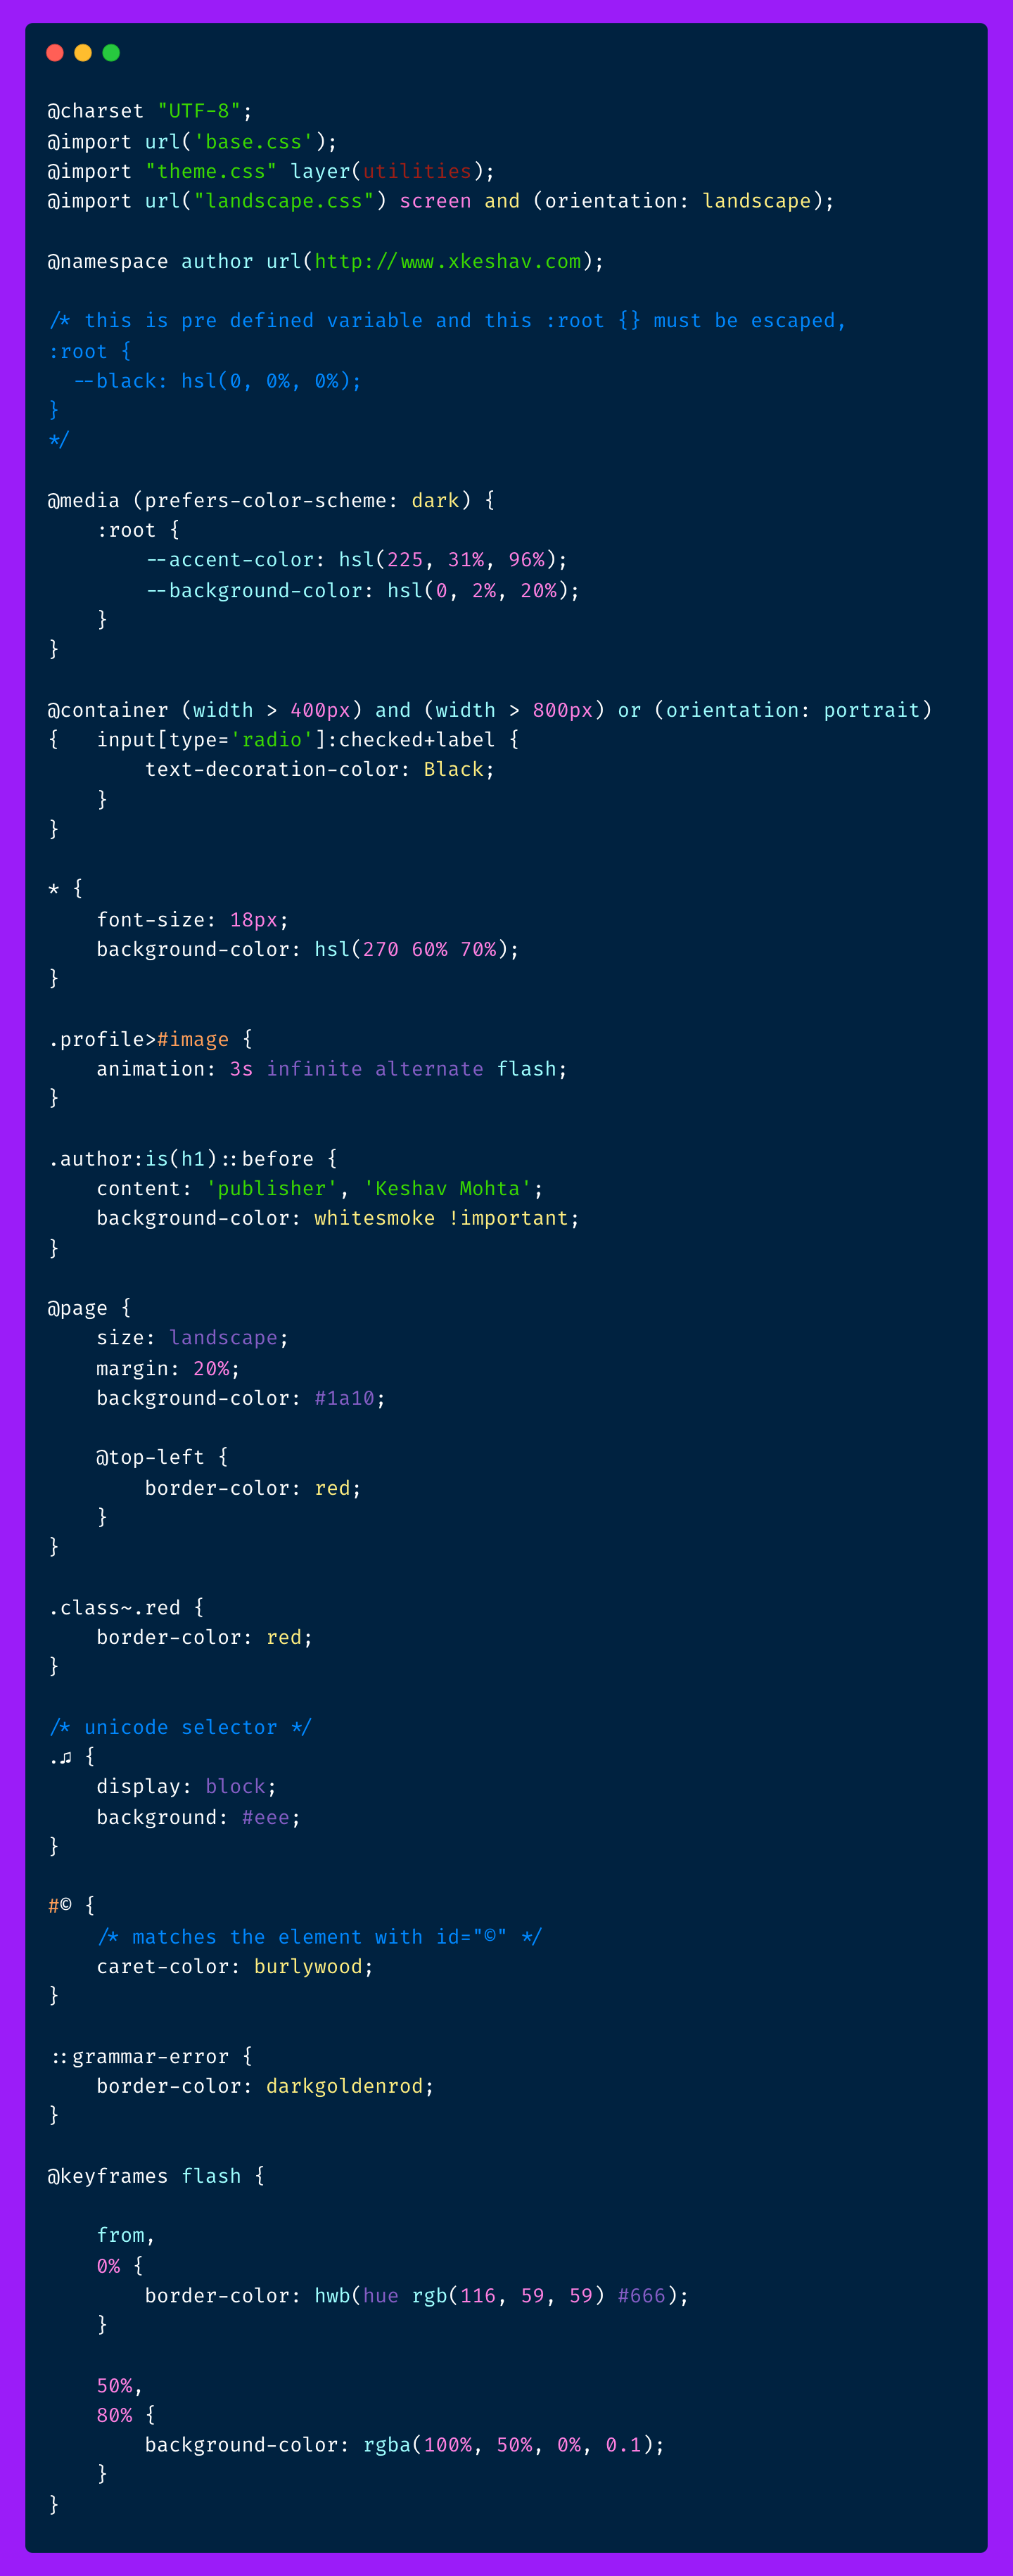 @charset "UTF-8";
@import url('base.css');
@import "theme.css" layer(utilities);
@import url("landscape.css") screen and (orientation: landscape);

@namespace author url(http://www.xkeshav.com);

/* this is pre defined variable and this :root {} must be escaped,
:root {
  --black: hsl(0, 0%, 0%);
}
*/

@media (prefers-color-scheme: dark) {
    :root {
        --accent-color: hsl(225, 31%, 96%);
        --background-color: hsl(0, 2%, 20%);
    }
}

@container (width > 400px) and (width > 800px) or (orientation: portrait)
{   input[type='radio']:checked+label {
        text-decoration-color: Black;
    }
}

* {
    font-size: 18px;
    background-color: hsl(270 60% 70%);
}

.profile>#image {
    animation: 3s infinite alternate flash;
}

.author:is(h1)::before {
    content: 'publisher', 'Keshav Mohta';
    background-color: whitesmoke !important;
}

@page {
    size: landscape;
    margin: 20%;
    background-color: #1a10;

    @top-left {
        border-color: red;
    }
}

.class~.red {
    border-color: red;
}

/* unicode selector */
.♫ {
    display: block;
    background: #eee;
}

#© {
    /* matches the element with id="©" */
    caret-color: burlywood;
}

::grammar-error {
    border-color: darkgoldenrod;
}

@keyframes flash {

    from,
    0% {
        border-color: hwb(hue rgb(116, 59, 59) #666);
    }

    50%,
    80% {
        background-color: rgba(100%, 50%, 0%, 0.1);
    }
}